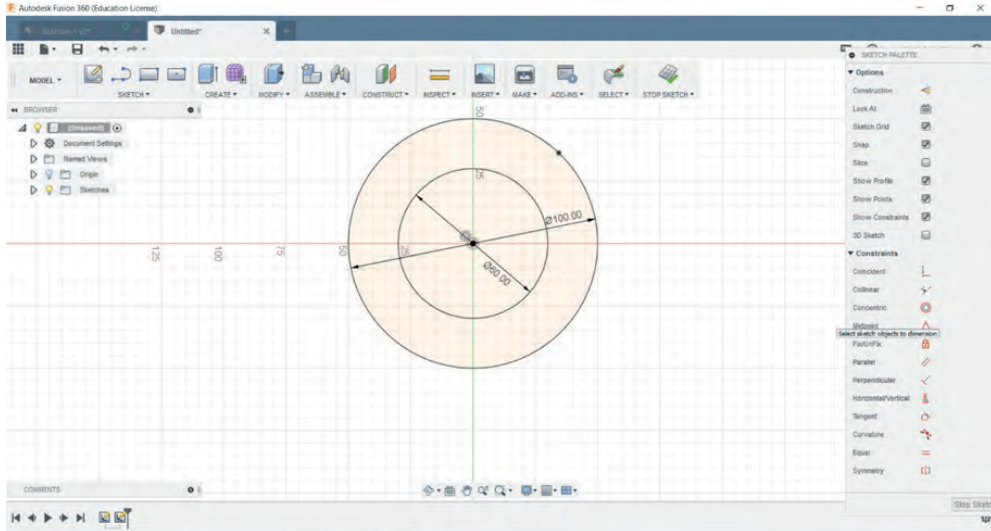 Autodesk Fusion 360 (Education License)
Untitled*
MODEL
SKETCH
CREATE
MODIFY
ASSEMBLE
CONSTRUCT
INSPECT
INSERT
MAKE
ADD-INS
SELECT
STOP SKETCH
BROWSER
(Unsaved)
Document Settings
Named Views
Origin
Sketches
50
25
Ø100.00
Ø60.00
125
100
75
50
25
SKETCH PALETTE
Options
Construction
Look At
Sketch Grid
Snap
Slice
Show Profile
Show Points
Show Constraints
3D Sketch
Constraints
Coincident
Collinear
Concentric
Midpoint
Select sketch objects to dimension
Fix/UnFix
Parallel
Perpendicular
Horizontal/Vertical
Tangent
Curvature
Equal
Symmetry
COMMENTS